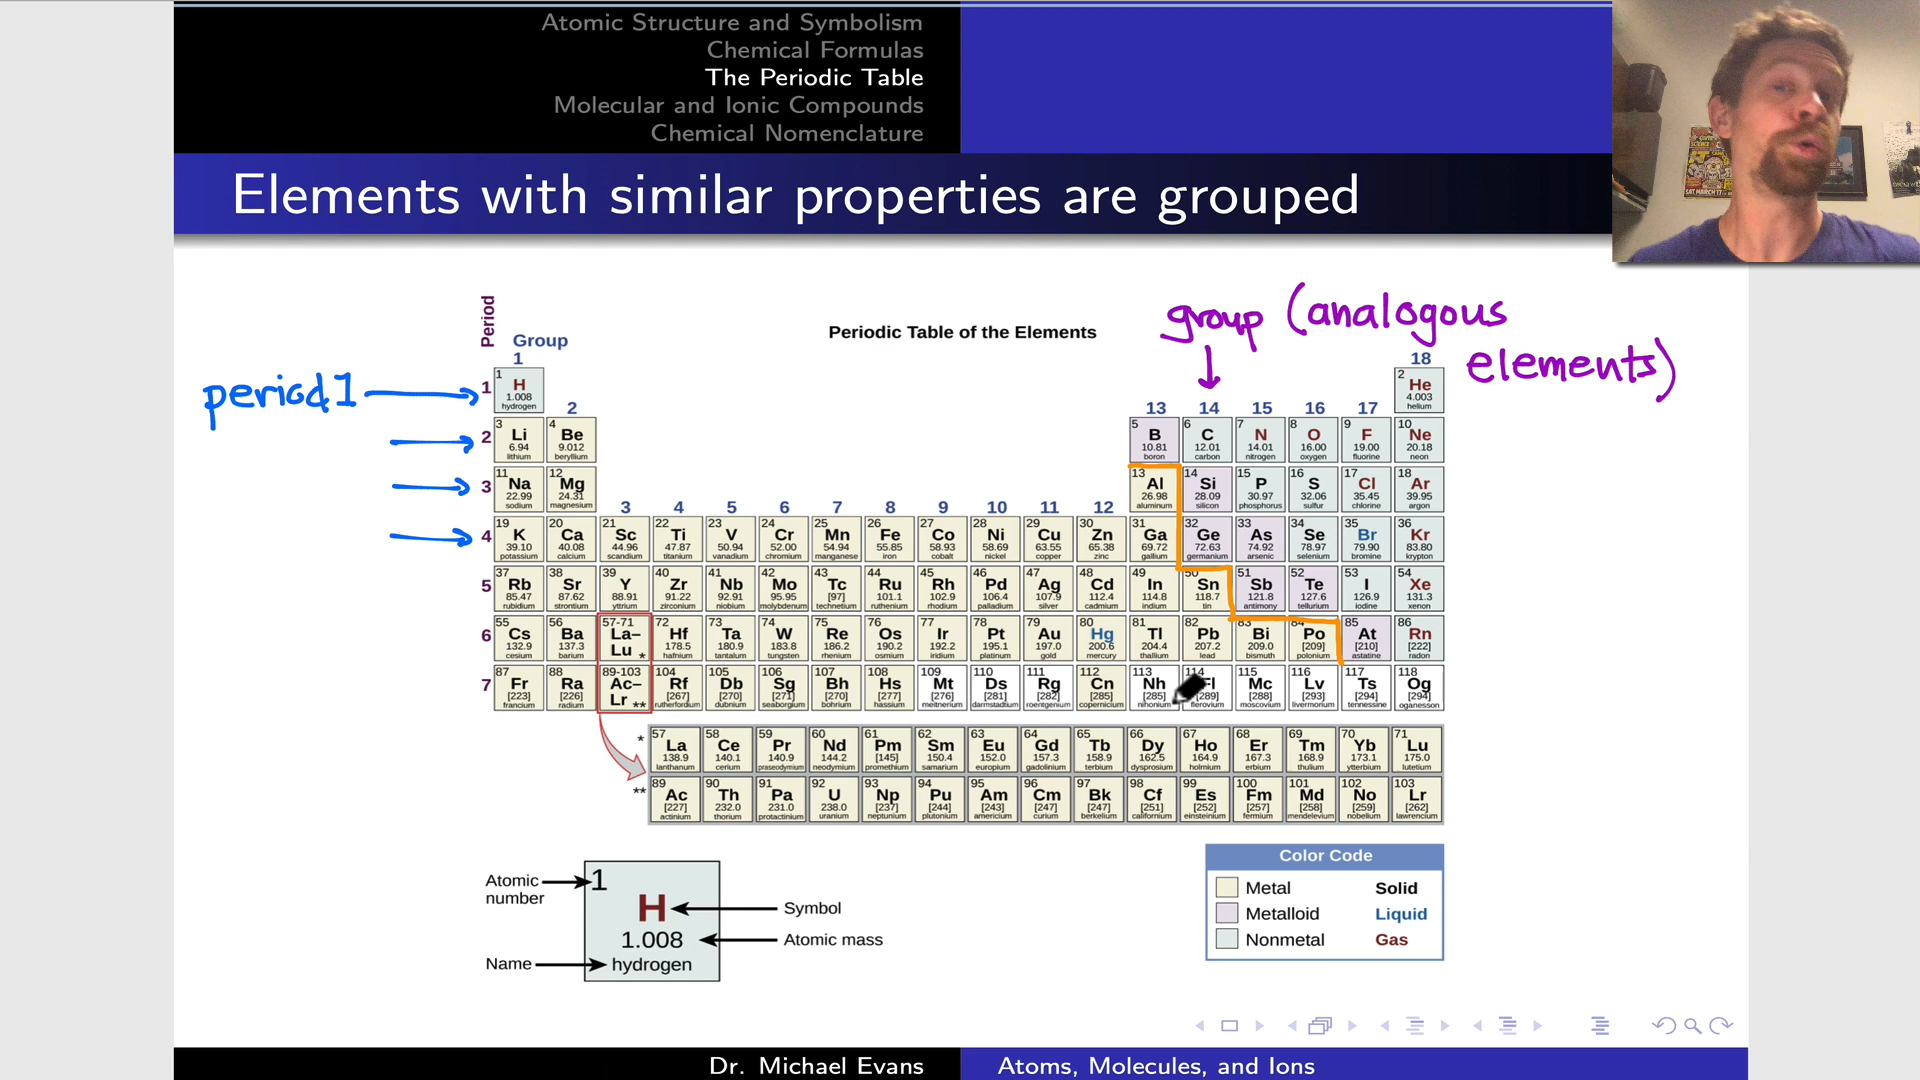 Atomic Structure and Symbolism
Chemical Formulas
The Periodic Table
Molecular and Ionic Compounds
Chemical Nomenclature
Elements with similar properties are grouped
Periodic Table of the Elements
group (analogous
elements)
period 1
Period
Group
1 18
1 1 H 1.008 hydrogen 2 He 4.003 helium
2 13 14 15 16 17
2 3 Li 6.94 lithium 4 Be 9.012 beryllium 5 B 10.81 boron 6 C 12.01 carbon 7 N 14.01 nitrogen 8 O 16.00 oxygen 9 F 19.00 fluorine 10 Ne 20.18 neon
3 11 Na 22.99 sodium 12 Mg 24.31 magnesium 13 Al 26.98 aluminum 14 Si 28.09 silicon 15 P 30.97 phosphorus 16 S 32.06 sulfur 17 Cl 35.45 chlorine 18 Ar 39.95 argon
3 4 5 6 7 8 9 10 11 12
4 19 K 39.10 potassium 20 Ca 40.08 calcium 21 Sc 44.96 scandium 22 Ti 47.87 titanium 23 V 50.94 vanadium 24 Cr 52.00 chromium 25 Mn 54.94 manganese 26 Fe 55.85 iron 27 Co 58.93 cobalt 28 Ni 58.69 nickel 29 Cu 63.55 copper 30 Zn 65.38 zinc 31 Ga 69.72 gallium 32 Ge 72.63 germanium 33 As 74.92 arsenic 34 Se 78.97 selenium 35 Br 79.90 bromine 36 Kr 83.80 krypton
5 37 Rb 85.47 rubidium 38 Sr 87.62 strontium 39 Y 88.91 yttrium 40 Zr 91.22 zirconium 41 Nb 92.91 niobium 42 Mo 95.95 molybdenum 43 Tc [97] technetium 44 Ru 101.1 ruthenium 45 Rh 102.9 rhodium 46 Pd 106.4 palladium 47 Ag 107.9 silver 48 Cd 112.4 cadmium 49 In 114.8 indium 50 Sn 118.7 tin 51 Sb 121.8 antimony 52 Te 127.6 tellurium 53 I 126.9 iodine 54 Xe 131.3 xenon
6 55 Cs 132.9 cesium 56 Ba 137.3 barium 57-71 La– Lu * 72 Hf 178.5 hafnium 73 Ta 180.9 tantalum 74 W 183.8 tungsten 75 Re 186.2 rhenium 76 Os 190.2 osmium 77 Ir 192.2 iridium 78 Pt 195.1 platinum 79 Au 197.0 gold 80 Hg 200.6 mercury 81 Tl 204.4 thallium 82 Pb 207.2 lead 83 Bi 209.0 bismuth 84 Po [209] polonium 85 At [210] astatine 86 Rn [222] radon
7 87 Fr [223] francium 88 Ra [226] radium 89-103 Ac– Lr ** 104 Rf [267] rutherfordium 105 Db [270] dubnium 106 Sg [271] seaborgium 107 Bh [270] bohrium 108 Hs [277] hassium 109 Mt [276] meitnerium 110 Ds [281] darmstadtium 111 Rg [282] roentgenium 112 Cn [285] copernicium 113 Nh [285] nihonium 114 Fl [289] flerovium 115 Mc [288] moscovium 116 Lv [293] livermorium 117 Ts [294] tennessine 118 Og [294] oganesson
* 57 La 138.9 lanthanum 58 Ce 140.1 cerium 59 Pr 140.9 praseodymium 60 Nd 144.2 neodymium 61 Pm [145] promethium 62 Sm 150.4 samarium 63 Eu 152.0 europium 64 Gd 157.3 gadolinium 65 Tb 158.9 terbium 66 Dy 162.5 dysprosium 67 Ho 164.9 holmium 68 Er 167.3 erbium 69 Tm 168.9 thulium 70 Yb 173.1 ytterbium 71 Lu 175.0 lutetium
** 89 Ac [227] actinium 90 Th 232.0 thorium 91 Pa 231.0 protactinium 92 U 238.0 uranium 93 Np [237] neptunium 94 Pu [244] plutonium 95 Am [243] americium 96 Cm [247] curium 97 Bk [247] berkelium 98 Cf [251] californium 99 Es [252] einsteinium 100 Fm [257] fermium 101 Md [258] mendelevium 102 No [259] nobelium 103 Lr [262] lawrencium
Atomic
number
1
H
Symbol
1.008
Atomic mass
Name
hydrogen
Color Code
Metal Solid
Metalloid Liquid
Nonmetal Gas
Dr. Michael Evans Atoms, Molecules, and Ions